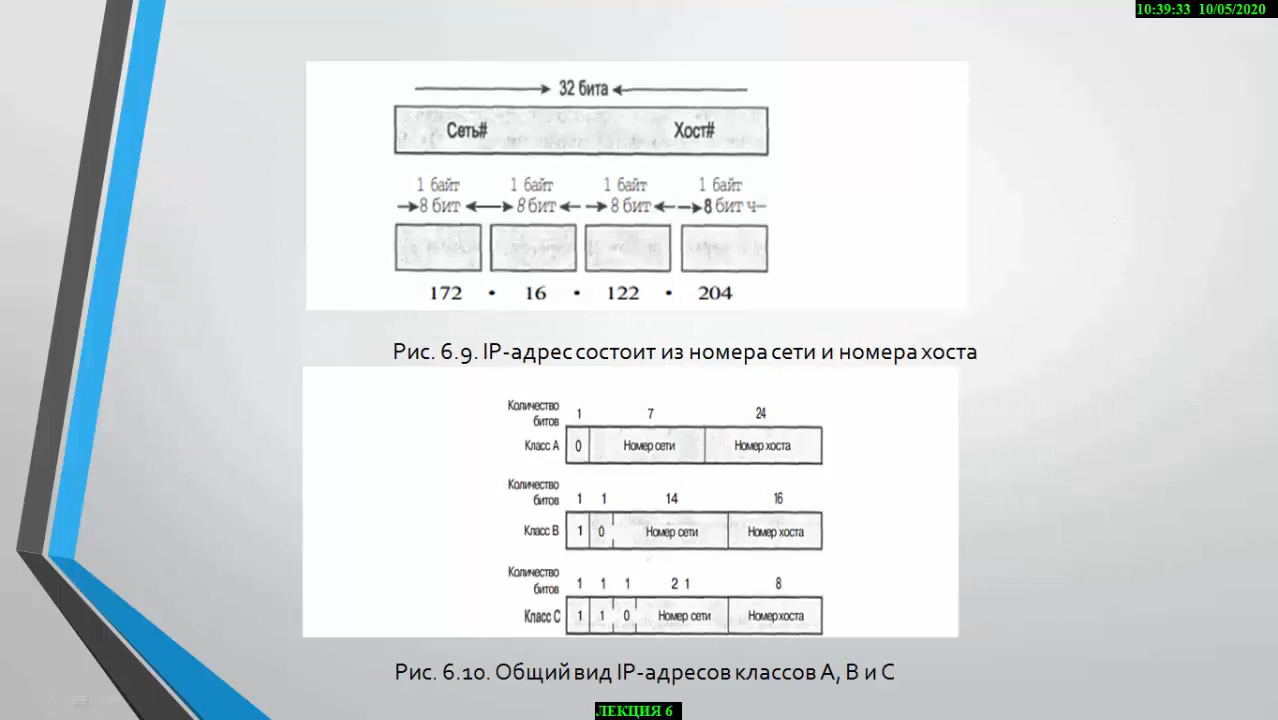 10:39:33 10/05/2020
32 бита
Сеть# Хост#
1 байт 1 байт 1 байт 1 байт
8 бит 8 бит 8 бит 8 бит ч–
172 • 16 • 122 • 204
Рис. 6.9. IP-адрес состоит из номера сети и номера хоста
Количество
битов 1 7 24
Класс А 0 Номер сети Номер хоста
Количество
битов 1 1 14 16
Класс В 1 0 Номер сети Номер хоста
Количество
битов 1 1 1 2 1 8
Класс С 1 1 0 Номер сети Номер хоста
Рис. 6.10. Общий вид IP-адресов классов А, В и С
ЛЕКЦИЯ 6